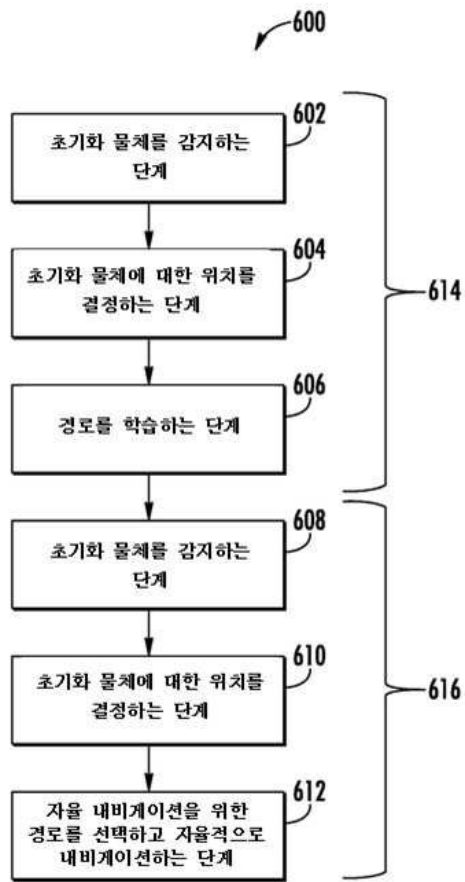 600
602
초기화 물체를 감지하는
단계
604
초기화 물체에 대한 위치를
결정하는 단계
614
606
경로를 학습하는 단계
608
초기화 물체를 감지하는
단계
610
초기화 물체에 대한 위치를
결정하는 단계
616
612
자율 내비게이션을 위한
경로를 선택하고 자율적으로
내비게이션하는 단계